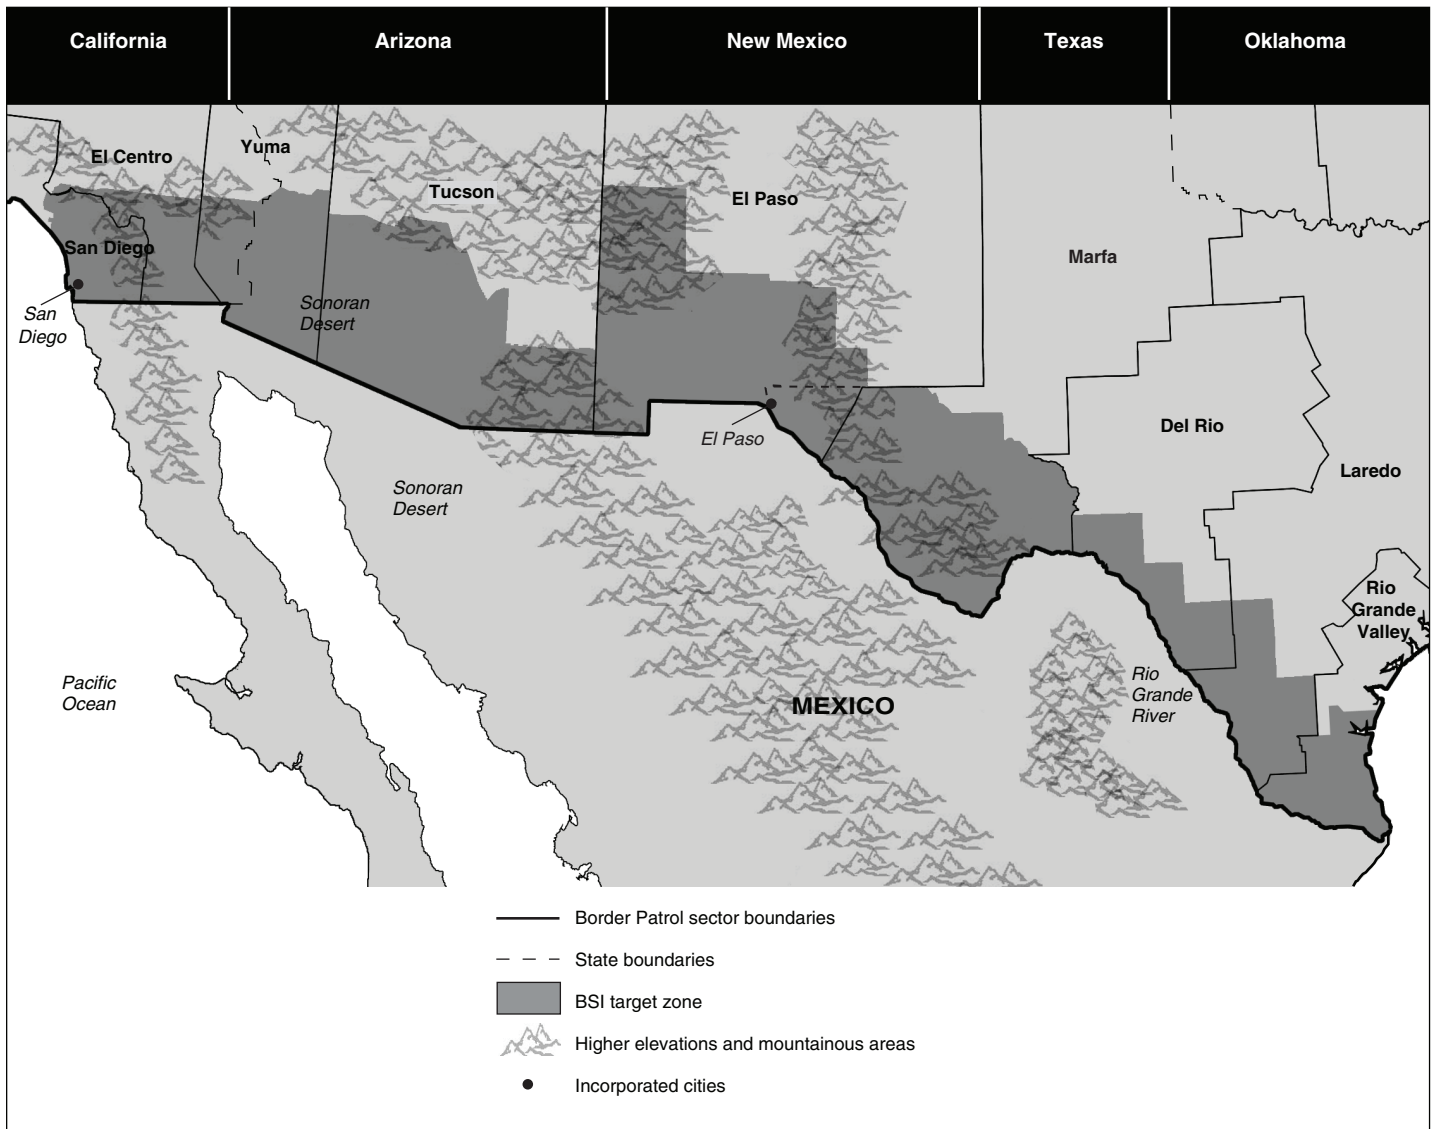 California
Arizona
New Mexico
Texas
Oklahoma
El Centro
Yuma
Tucson
El Paso
San Diego
Marfa
San
Diego
Sonoran
Desert
El Paso
Del Rio
Laredo
Sonoran
Desert
Rio
Grande
Valley
Pacific
Ocean
MEXICO
Rio
Grande
River
Border Patrol sector boundaries
State boundaries
BSI target zone
Higher elevations and mountainous areas
Incorporated cities